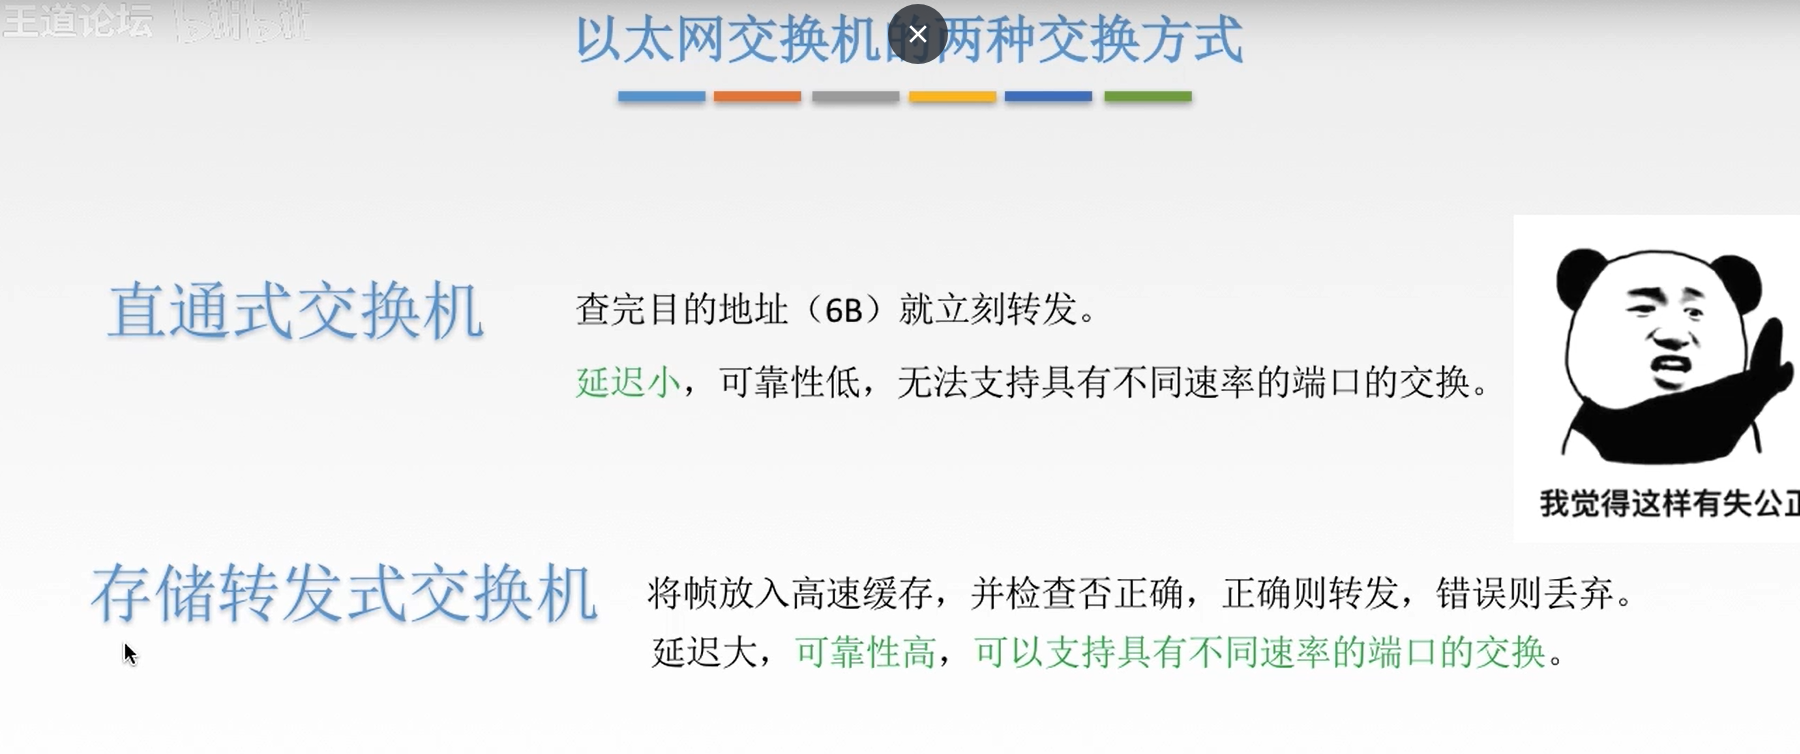 王道论坛 bilibili
以太网交换机的两种交换方式
直通式交换机
查完目的地址（6B）就立刻转发。
延迟小，可靠性低，无法支持具有不同速率的端口的交换。
我觉得这样有失公正
存储转发式交换机
将帧放入高速缓存，并检查否正确，正确则转发，错误则丢弃。
延迟大，可靠性高，可以支持具有不同速率的端口的交换。